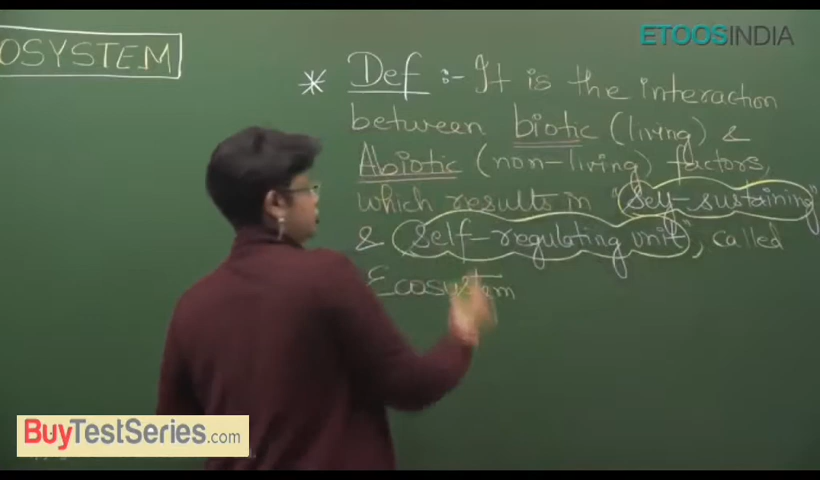 OSYSTEM
ETOOSINDIA
* Def :- It is the interaction
between biotic (living) &
Abiotic (non-living) factors,
which results in "Self-sustaining"
& "Self-regulating unit", called
Ecosystem
BuyTestSeries.com